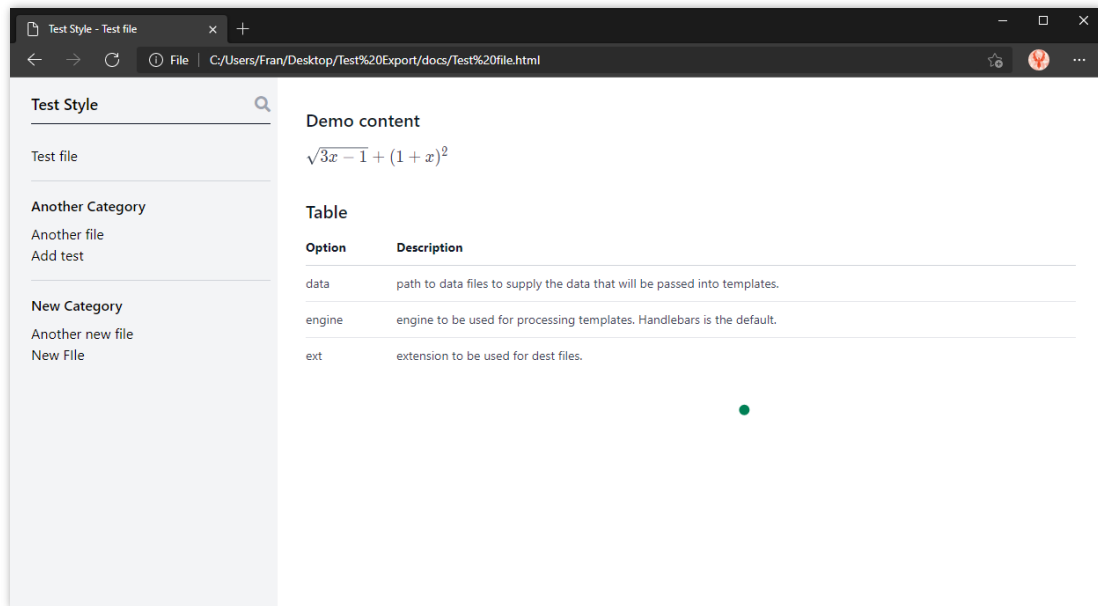 Test Style - Test file
File | C:/Users/Fran/Desktop/Test%20Export/docs/Test%20file.html
Test Style
Test file
Another Category
Another file
Add test
New Category
Another new file
New FIle
Demo content
√3x − 1 + (1 + x)²
Table
Option Description
data path to data files to supply the data that will be passed into templates.
engine engine to be used for processing templates. Handlebars is the default.
ext extension to be used for dest files.